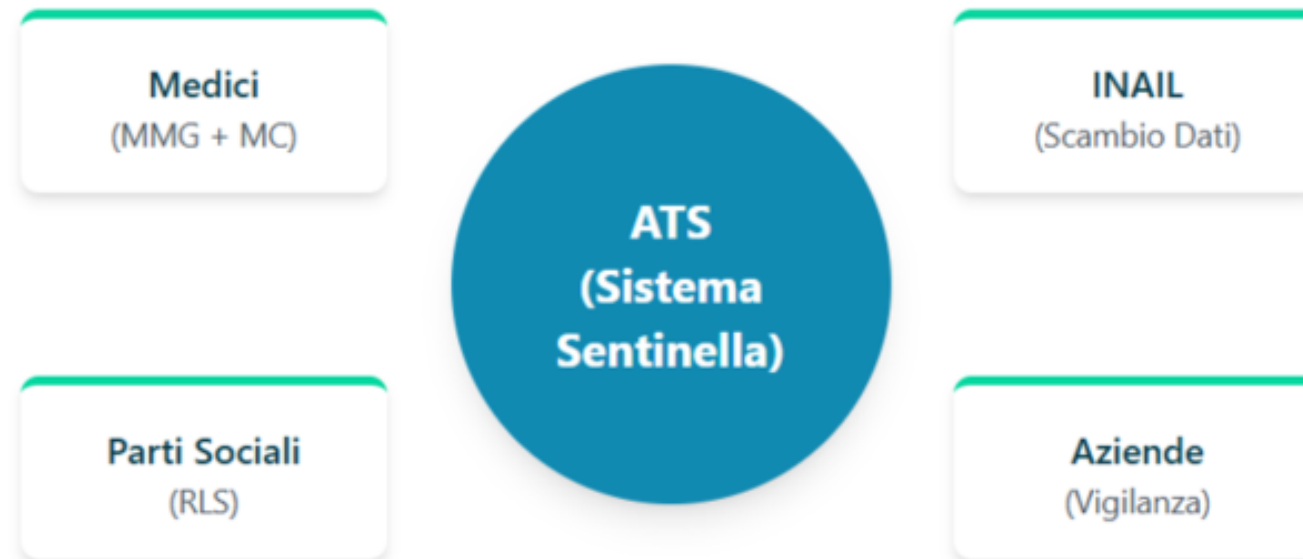 Medici
(MMG + MC)
INAIL
(Scambio Dati)
ATS
(Sistema
Sentinella)
Parti Sociali
(RLS)
Aziende
(Vigilanza)